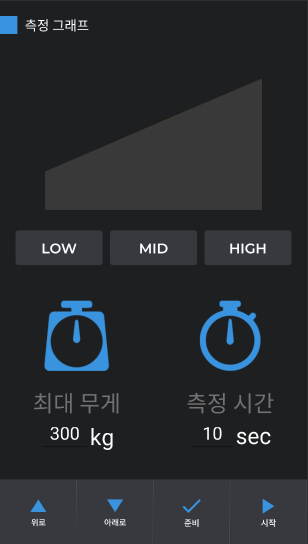 측정 그래프
LOW MID HIGH
최대 무게 측정 시간
300 kg 10 sec
위로 아래로 준비 시작